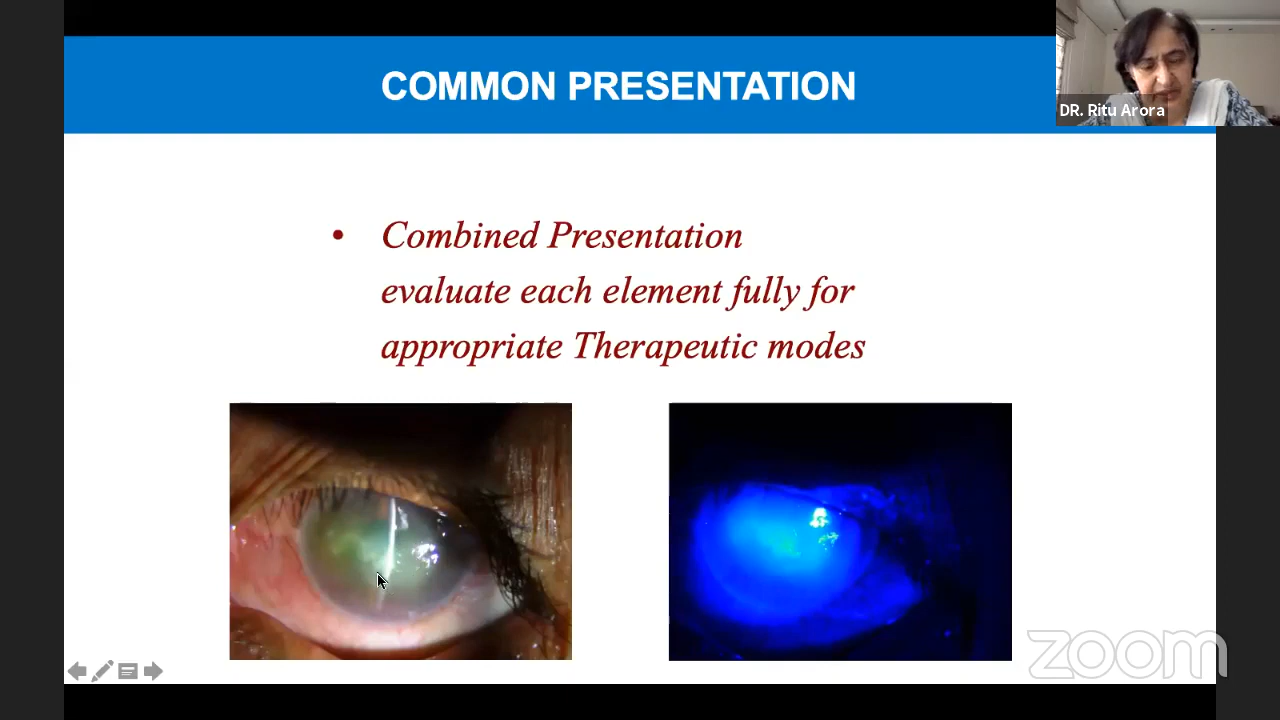 COMMON PRESENTATION
DR. Ritu Arora
• Combined Presentation
evaluate each element fully for
appropriate Therapeutic modes
zoom